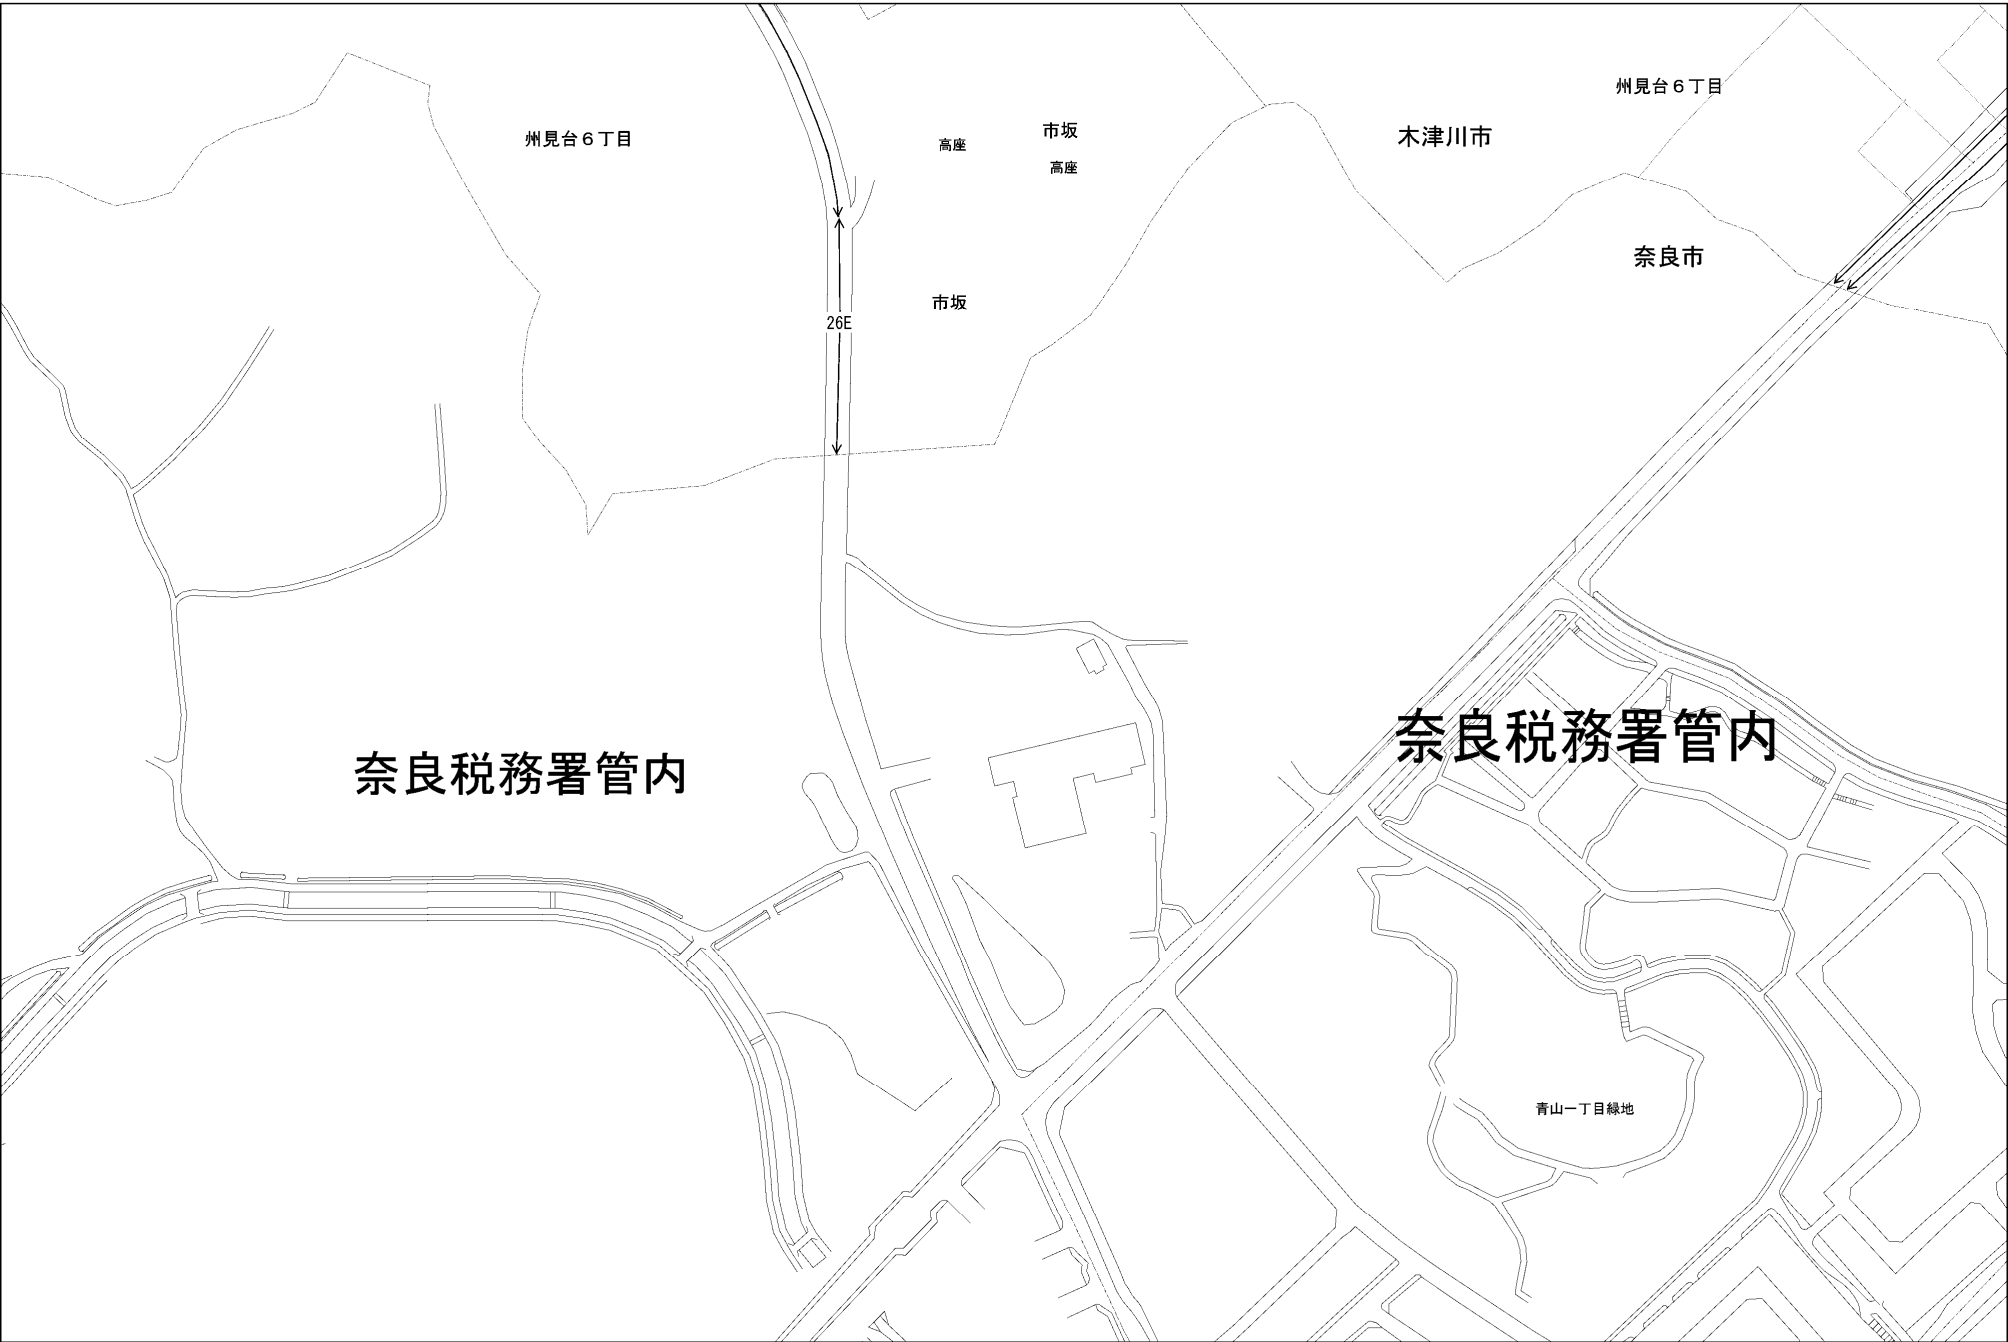 州見台６丁目
市坂
木津川市
州見台６丁目
高座
高座
奈良市
市坂
26E
奈良税務署管内
奈良税務署管内
青山一丁目緑地